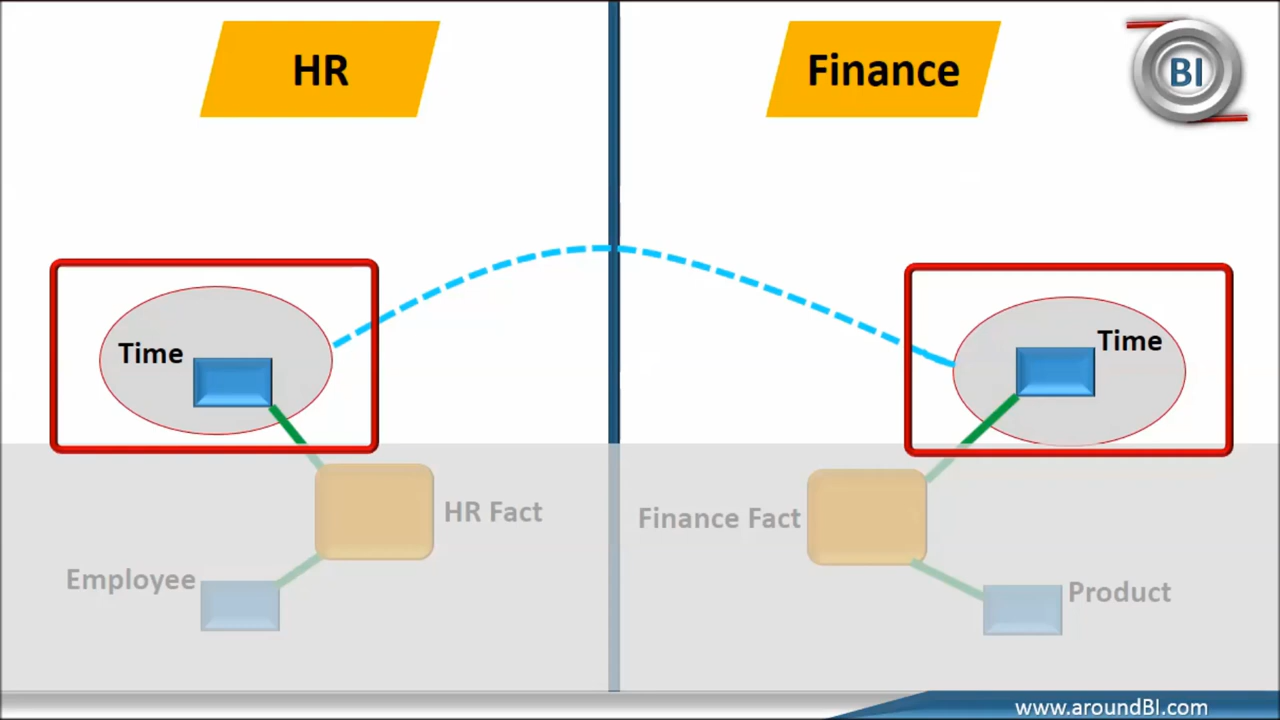 HR
Finance
BI
Time
Time
HR Fact
Finance Fact
Employee
Product
www.aroundBI.com